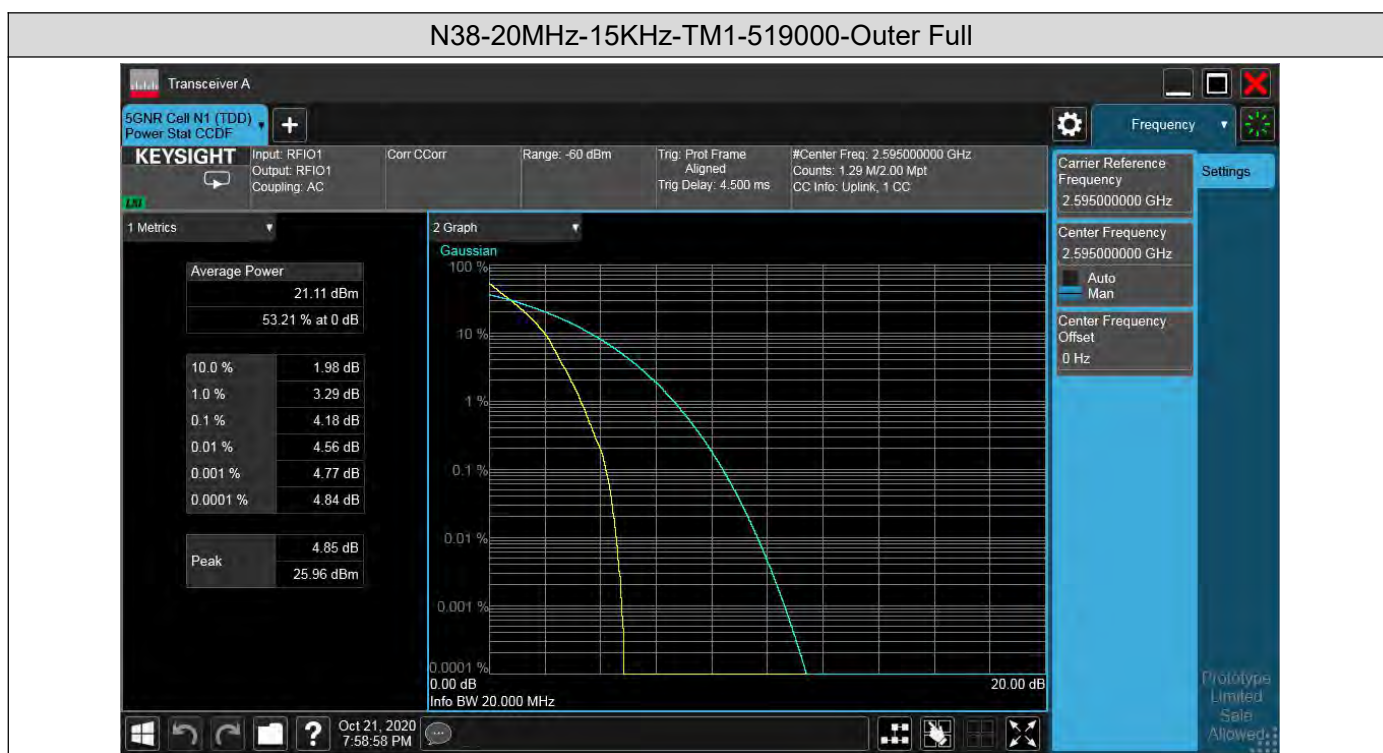 N38-20MHz-15KHz-TM1-519000-Outer Full
Transceiver A
5GNR Cell N1 (TDD)
Power Stat CCDF
Frequency
KEYSIGHT
LXI
Input: RFIO1
Output: RFIO1
Coupling: AC
Corr CCorr
Range: -60 dBm
Trig: Prot Frame
Aligned
Trig Delay: 4.500 ms
#Center Freq: 2.595000000 GHz
Counts: 1.29 M/2.00 Mpt
CC Info: Uplink, 1 CC
Carrier Reference
Frequency
2.595000000 GHz
Settings
Center Frequency
2.595000000 GHz
Auto
Man
Center Frequency
Offset
0 Hz
1 Metrics
Average Power
21.11 dBm
53.21 % at 0 dB
10.0 % 1.98 dB
1.0 % 3.29 dB
0.1 % 4.18 dB
0.01 % 4.56 dB
0.001 % 4.77 dB
0.0001 % 4.84 dB
Peak
4.85 dB
25.96 dBm
2 Graph
Gaussian
100 %
10 %
1 %
0.1 %
0.01 %
0.001 %
0.0001 %
0.00 dB 20.00 dB
Info BW 20.000 MHz
Prototype
Limited
Sale
Allowed
?
Oct 21, 2020
7:58:58 PM